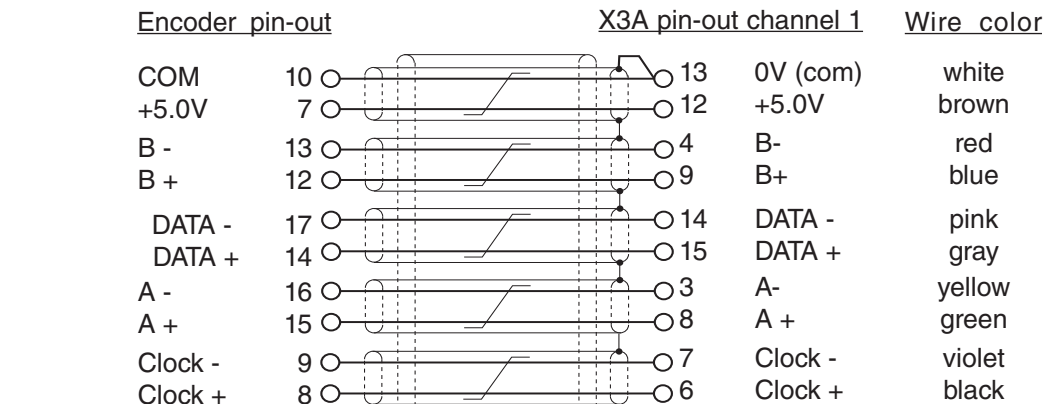 Encoder pin-out X3A pin-out channel 1 Wire color
COM 10 13 0V (com) white
+5.0V 7 12 +5.0V brown
B - 13 4 B- red
B + 12 9 B+ blue
DATA - 17 14 DATA - pink
DATA + 14 15 DATA + gray
A - 16 3 A- yellow
A + 15 8 A + green
Clock - 9 7 Clock - violet
Clock + 8 6 Clock + black